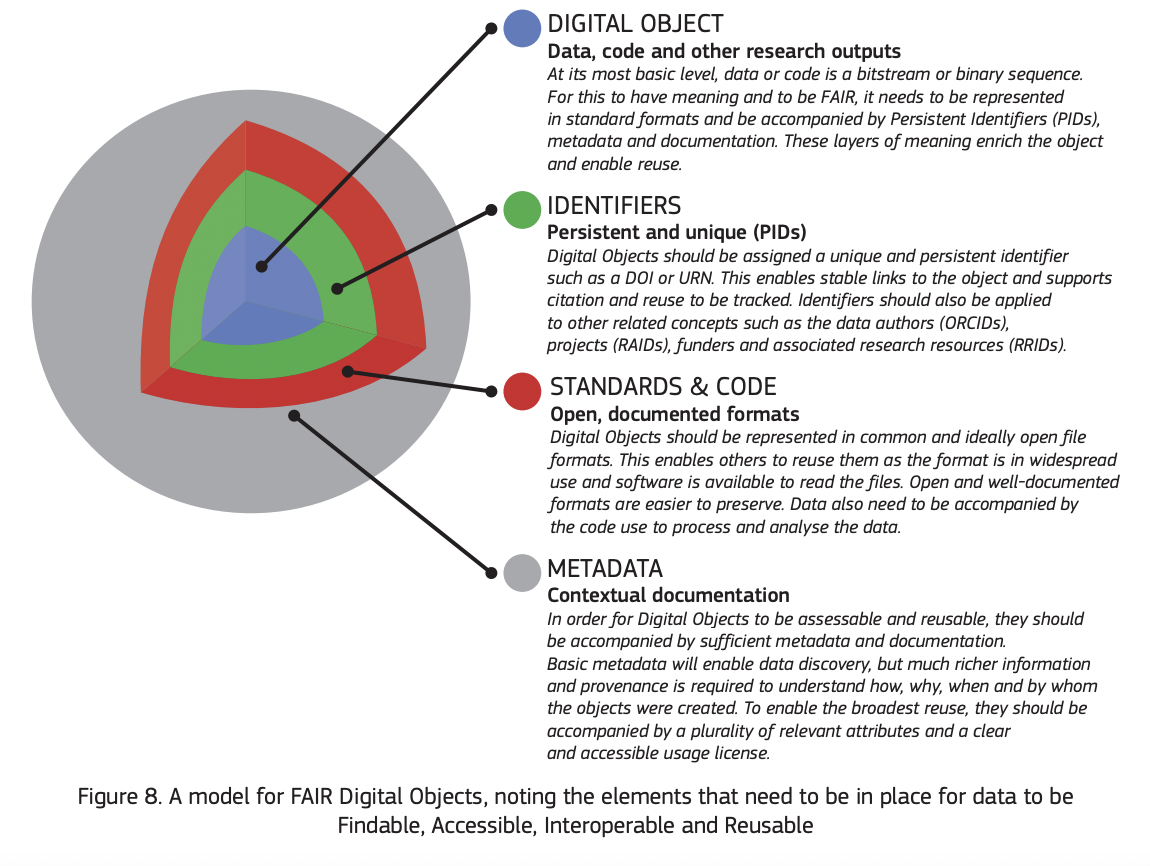 DIGITAL OBJECT
Data, code and other research outputs
At its most basic level, data or code is a bitstream or binary sequence.
For this to have meaning and to be FAIR, it needs to be represented
in standard formats and be accompanied by Persistent Identifiers (PIDs),
metadata and documentation. These layers of meaning enrich the object
and enable reuse.
IDENTIFIERS
Persistent and unique (PIDs)
Digital Objects should be assigned a unique and persistent identifier
such as a DOI or URN. This enables stable links to the object and supports
citation and reuse to be tracked. Identifiers should also be applied
to other related concepts such as the data authors (ORCIDs),
projects (RAIDs), funders and associated research resources (RRIDs).
STANDARDS & CODE
Open, documented formats
Digital Objects should be represented in common and ideally open file
formats. This enables others to reuse them as the format is in widespread
use and software is available to read the files. Open and well-documented
formats are easier to preserve. Data also need to be accompanied by
the code use to process and analyse the data.
METADATA
Contextual documentation
In order for Digital Objects to be assessable and reusable, they should
be accompanied by sufficient metadata and documentation.
Basic metadata will enable data discovery, but much richer information
and provenance is required to understand how, why, when and by whom
the objects were created. To enable the broadest reuse, they should be
accompanied by a plurality of relevant attributes and a clear
and accessible usage license.
Figure 8. A model for FAIR Digital Objects, noting the elements that need to be in place for data to be
Findable, Accessible, Interoperable and Reusable